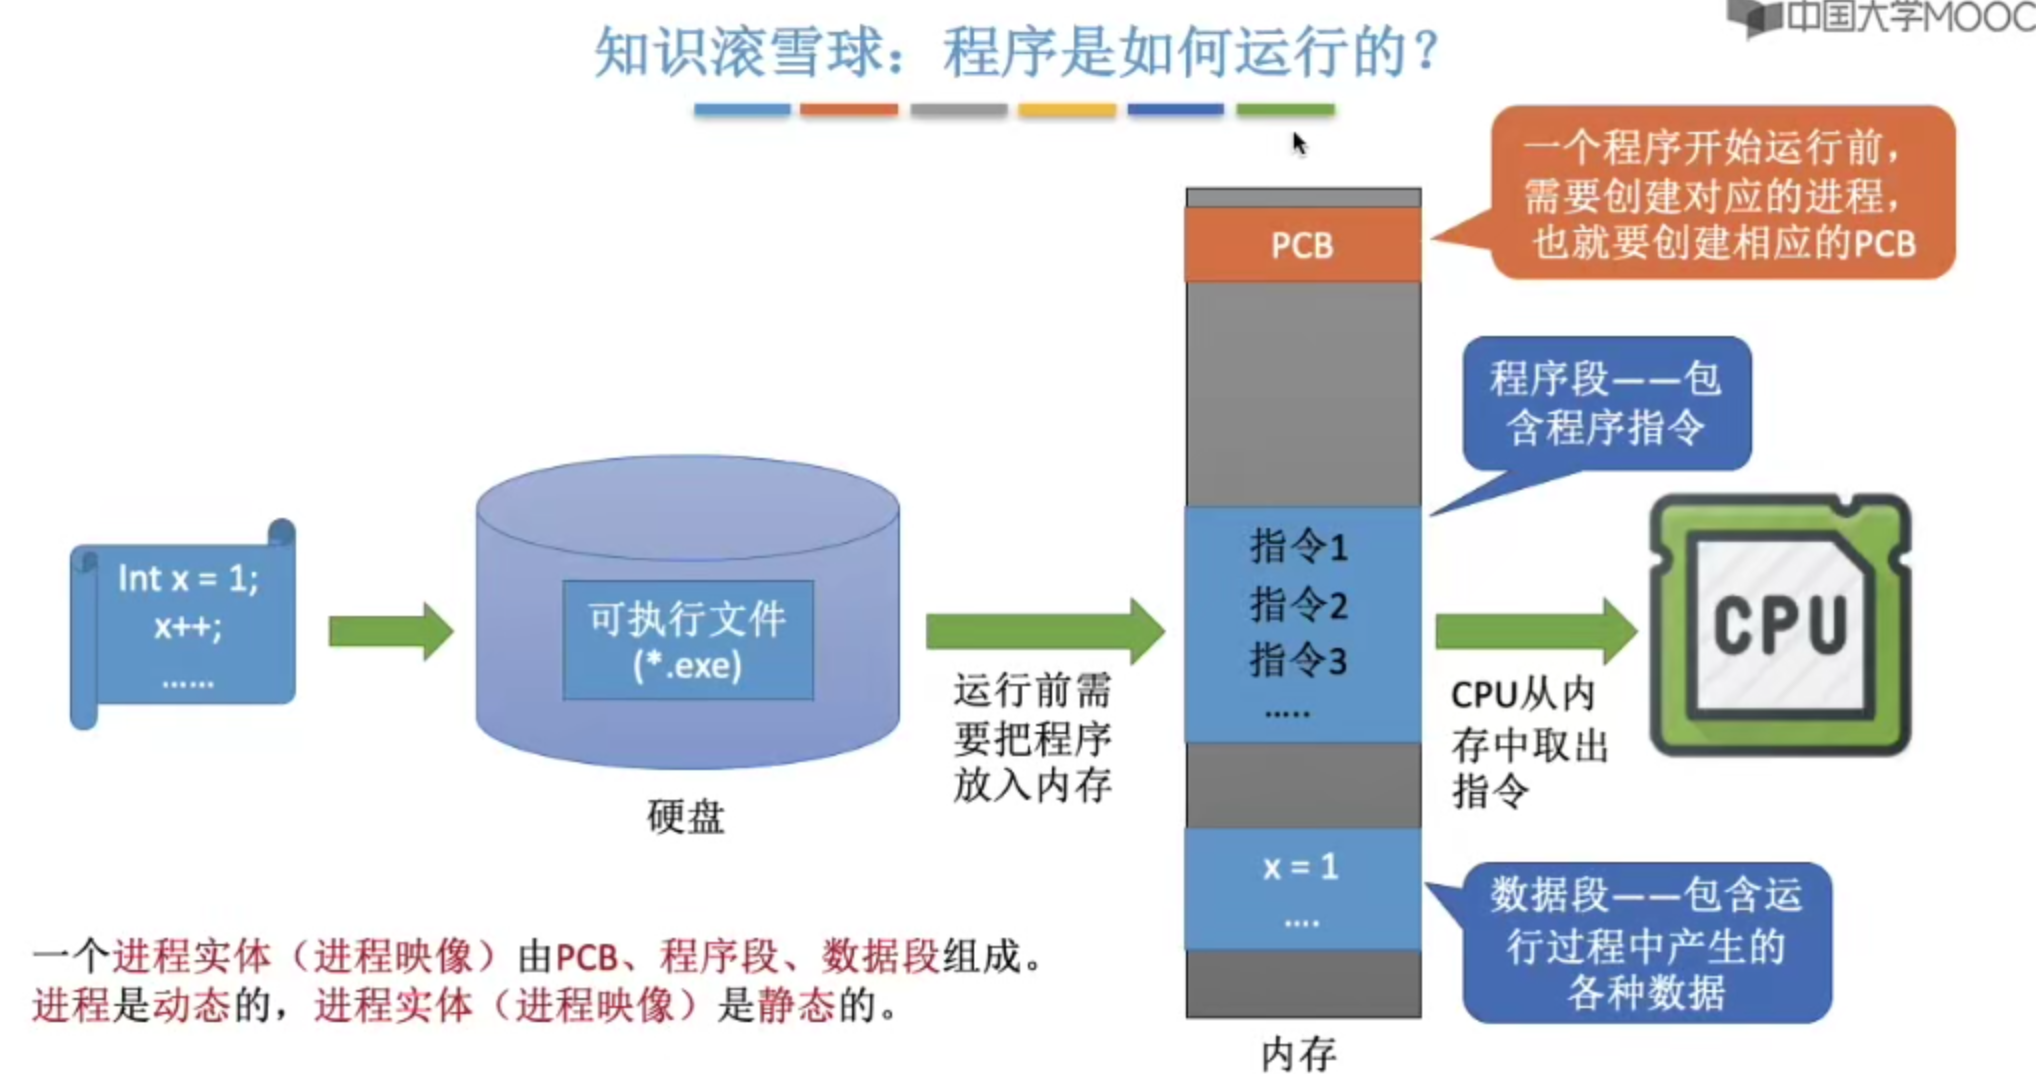 中国大学MOOC
知识滚雪球：程序是如何运行的？
一个程序开始运行前，
需要创建对应的进程，
也就要创建相应的PCB
PCB
程序段——包
含程序指令
Int x = 1;
x++;
......
可执行文件
(*.exe)
硬盘
运行前需
要把程序
放入内存
指令1
指令2
指令3
.....
CPU从内
存中取出
指令
CPU
x = 1
....
数据段——包含运
行过程中产生的
各种数据
内存
一个进程实体（进程映像）由PCB、程序段、数据段组成。
进程是动态的，进程实体（进程映像）是静态的。